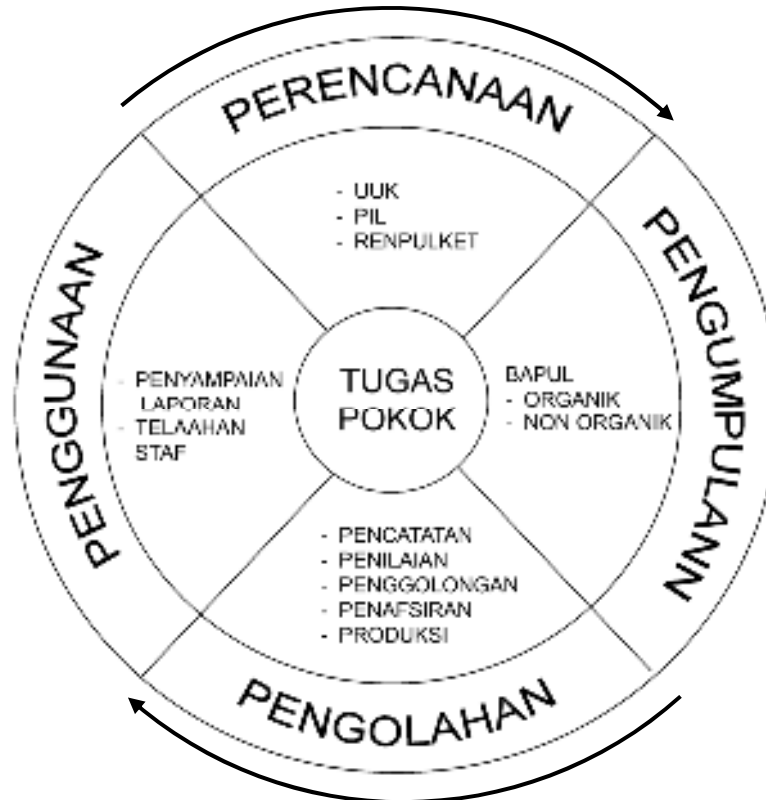 PERENCANAAN
- UUK
- PIL
- RENPULKET
PENGUMPULANN
BAPUL
- ORGANIK
- NON ORGANIK
TUGAS
POKOK
PENGGUNAAN
- PENYAMPAIAN
LAPORAN
- TELAAHAN
STAF
- PENCATATAN
- PENILAIAN
- PENGGOLONGAN
- PENAFSIRAN
- PRODUKSI
PENGOLAHAN